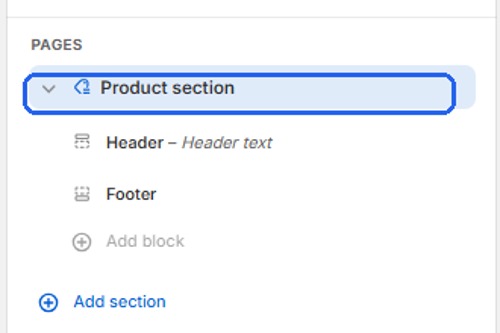 PAGES
Product section
Header – Header text
Footer
Add block
Add section